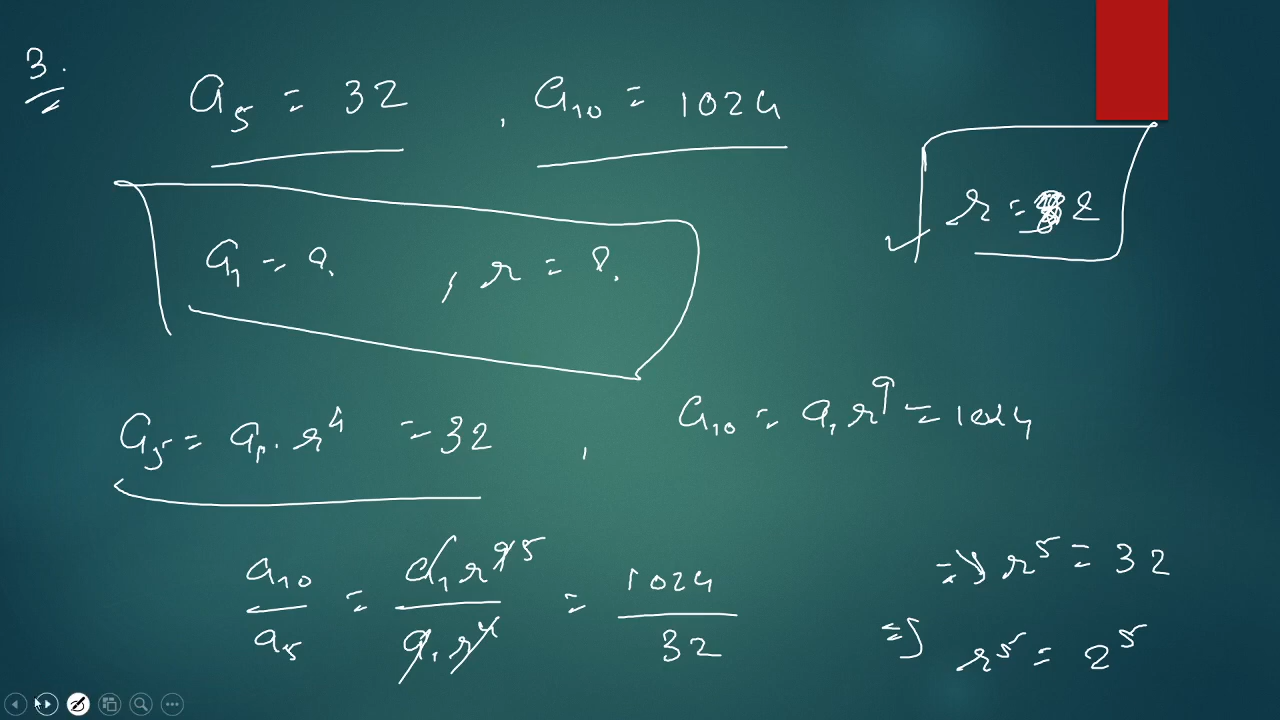 3.
a₅ = 32 , a₁₀ = 1024
r = 2
a₁ = ? , r = ?
a₅ = a₁ . r⁴ = 32 , a₁₀ = a₁ r⁹ = 1024
a₁₀ / a₅ = a₁ r⁹ ⁵ / a₁ . r⁴ = 1024 / 32
=> r⁵ = 32
=> r⁵ = 2⁵